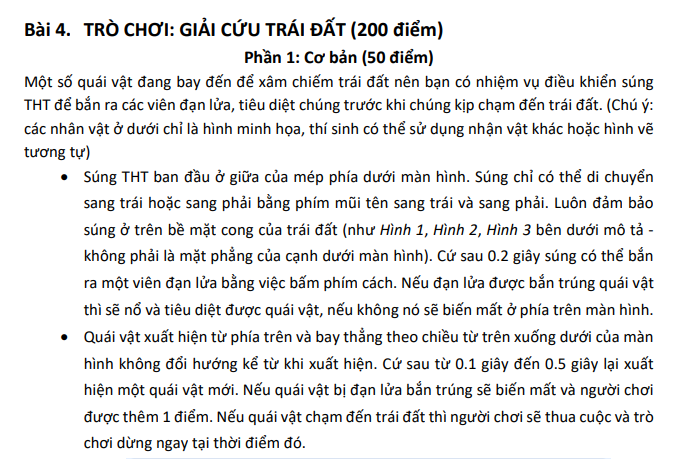 Bài 4. TRÒ CHƠI: GIẢI CỨU TRÁI ĐẤT (200 điểm)
Phần 1: Cơ bản (50 điểm)
Một số quái vật đang bay đến để xâm chiếm trái đất nên bạn có nhiệm vụ điều khiển súng
THT để bắn ra các viên đạn lửa, tiêu diệt chúng trước khi chúng kịp chạm đến trái đất. (Chú ý:
các nhân vật ở dưới chỉ là hình minh họa, thí sinh có thể sử dụng nhận vật khác hoặc hình vẽ
tương tự)
• Súng THT ban đầu ở giữa của mép phía dưới màn hình. Súng chỉ có thể di chuyển
sang trái hoặc sang phải bằng phím mũi tên sang trái và sang phải. Luôn đảm bảo
súng ở trên bề mặt cong của trái đất (như Hình 1, Hình 2, Hình 3 bên dưới mô tả -
không phải là mặt phẳng của cạnh dưới màn hình). Cứ sau 0.2 giây súng có thể bắn
ra một viên đạn lửa bằng việc bấm phím cách. Nếu đạn lửa được bắn trúng quái vật
thì sẽ nổ và tiêu diệt được quái vật, nếu không nó sẽ biến mất ở phía trên màn hình.
• Quái vật xuất hiện từ phía trên và bay thẳng theo chiều từ trên xuống dưới của màn
hình không đổi hướng kể từ khi xuất hiện. Cứ sau từ 0.1 giây đến 0.5 giây lại xuất
hiện một quái vật mới. Nếu quái vật bị đạn lửa bắn trúng sẽ biến mất và người chơi
được thêm 1 điểm. Nếu quái vật chạm đến trái đất thì người chơi sẽ thua cuộc và trò
chơi dừng ngay tại thời điểm đó.